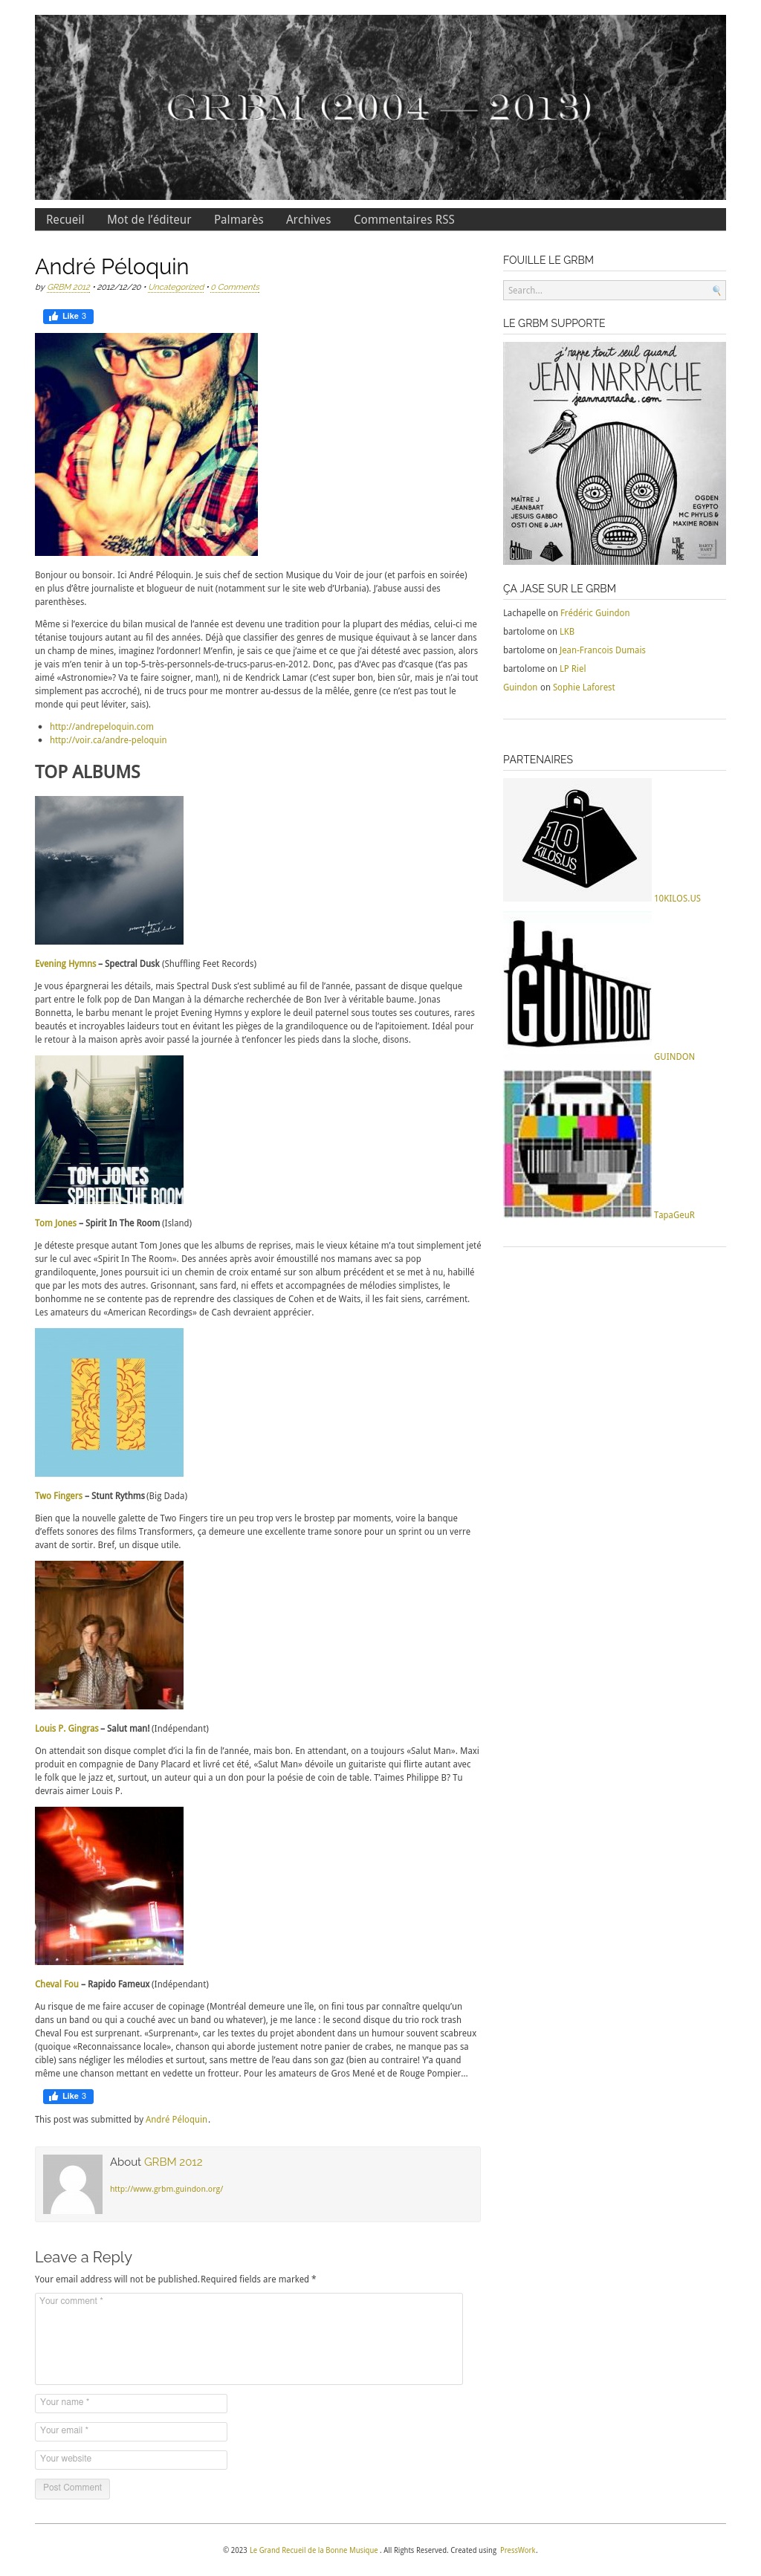 GRBM (2004 — 2013)
Recueil Mot de l'éditeur Palmarès Archives Commentaires RSS
André Péloquin
by GRBM 2012 • 2012/12/20 • Uncategorized • 0 Comments
Like 3
Bonjour ou bonsoir. Ici André Péloquin. Je suis chef de section Musique du Voir de jour (et parfois en soirée)
en plus d'être journaliste et blogueur de nuit (notamment sur le site web d'Urbania). J'abuse aussi des
parenthèses.
Même si l'exercice du bilan musical de l'année est devenu une tradition pour la plupart des médias, celui-ci me
tétanise toujours autant au fil des années. Déjà que classifier des genres de musique équivaut à se lancer dans
un champ de mines, imaginez l'ordonner! M'enfin, je sais ce que j'aime et ce que j'ai détesté avec passion, alors
je vais m'en tenir à un top-5-très-personnels-de-trucs-parus-en-2012. Donc, pas d'Avec pas d'casque (t'as pas
aimé «Astronomie»? Va te faire soigner, man!), ni de Kendrick Lamar (c'est super bon, bien sûr, mais je n'ai tout
simplement pas accroché), ni de trucs pour me montrer au-dessus de la mêlée, genre (ce n'est pas tout le
monde qui peut léviter, sais).
http://andrepeloquin.com
http://voir.ca/andre-peloquin
TOP ALBUMS
evening hymns
spectral dusk
Evening Hymns – Spectral Dusk (Shuffling Feet Records)
Je vous épargnerai les détails, mais Spectral Dusk s'est sublimé au fil de l'année, passant de disque quelque
part entre le folk pop de Dan Mangan à la démarche recherchée de Bon Iver à véritable baume. Jonas
Bonnetta, le barbu menant le projet Evening Hymns y explore le deuil paternel sous toutes ses coutures, rares
beautés et incroyables laideurs tout en évitant les pièges de la grandiloquence ou de l'apitoiement. Idéal pour
le retour à la maison après avoir passé la journée à t'enfoncer les pieds dans la sloche, disons.
TOM JONES
SPIRIT IN THE ROOM
Tom Jones – Spirit In The Room (Island)
Je déteste presque autant Tom Jones que les albums de reprises, mais le vieux kétaine m'a tout simplement jeté
sur le cul avec «Spirit In The Room». Des années après avoir émoustillé nos mamans avec sa pop
grandiloquente, Jones poursuit ici un chemin de croix entamé sur son album précédent et se met à nu, habillé
que par les mots des autres. Grisonnant, sans fard, ni effets et accompagnées de mélodies simplistes, le
bonhomme ne se contente pas de reprendre des classiques de Cohen et de Waits, il les fait siens, carrément.
Les amateurs du «American Recordings» de Cash devraient apprécier.
Two Fingers – Stunt Rythms (Big Dada)
Bien que la nouvelle galette de Two Fingers tire un peu trop vers le brostep par moments, voire la banque
d'effets sonores des films Transformers, ça demeure une excellente trame sonore pour un sprint ou un verre
avant de sortir. Bref, un disque utile.
Louis P. Gingras – Salut man! (Indépendant)
On attendait son disque complet d'ici la fin de l'année, mais bon. En attendant, on a toujours «Salut Man». Maxi
produit en compagnie de Dany Placard et livré cet été, «Salut Man» dévoile un guitariste qui flirte autant avec
le folk que le jazz et, surtout, un auteur qui a un don pour la poésie de coin de table. T'aimes Philippe B? Tu
devrais aimer Louis P.
Cheval Fou – Rapido Fameux (Indépendant)
Au risque de me faire accuser de copinage (Montréal demeure une île, on fini tous par connaître quelqu'un
dans un band ou qui a couché avec un band ou whatever), je me lance : le second disque du trio rock trash
Cheval Fou est surprenant. «Surprenant», car les textes du projet abondent dans un humour souvent scabreux
(quoique «Reconnaissance locale», chanson qui aborde justement notre panier de crabes, ne manque pas sa
cible) sans négliger les mélodies et surtout, sans mettre de l'eau dans son gaz (bien au contraire! Y'a quand
même une chanson mettant en vedette un frotteur. Pour les amateurs de Gros Mené et de Rouge Pompier…
Like 3
This post was submitted by André Péloquin.
About GRBM 2012
http://www.grbm.guindon.org/
Leave a Reply
Your email address will not be published. Required fields are marked *
Your comment *
Your name *
Your email *
Your website
Post Comment
FOUILLE LE GRBM
Search...
LE GRBM SUPPORTE
j'rappe tout seul quand
JEAN NARRACHE
jeannarrache.com
MAÎTRE J
JEANBART
JESUIS GABBO
OSTI ONE & JAM
OGDEN
EGYPTO
MC PHYLIS &
MAXIME ROBIN
ÇA JASE SUR LE GRBM
Lachapelle on Frédéric Guindon
bartolome on LKB
bartolome on Jean-Francois Dumais
bartolome on LP Riel
Guindon on Sophie Laforest
PARTENAIRES
10
KILOS.US
10KILOS.US
GUINDON
GUINDON
TapaGeuR
© 2023 Le Grand Recueil de la Bonne Musique . All Rights Reserved. Created using PressWork.